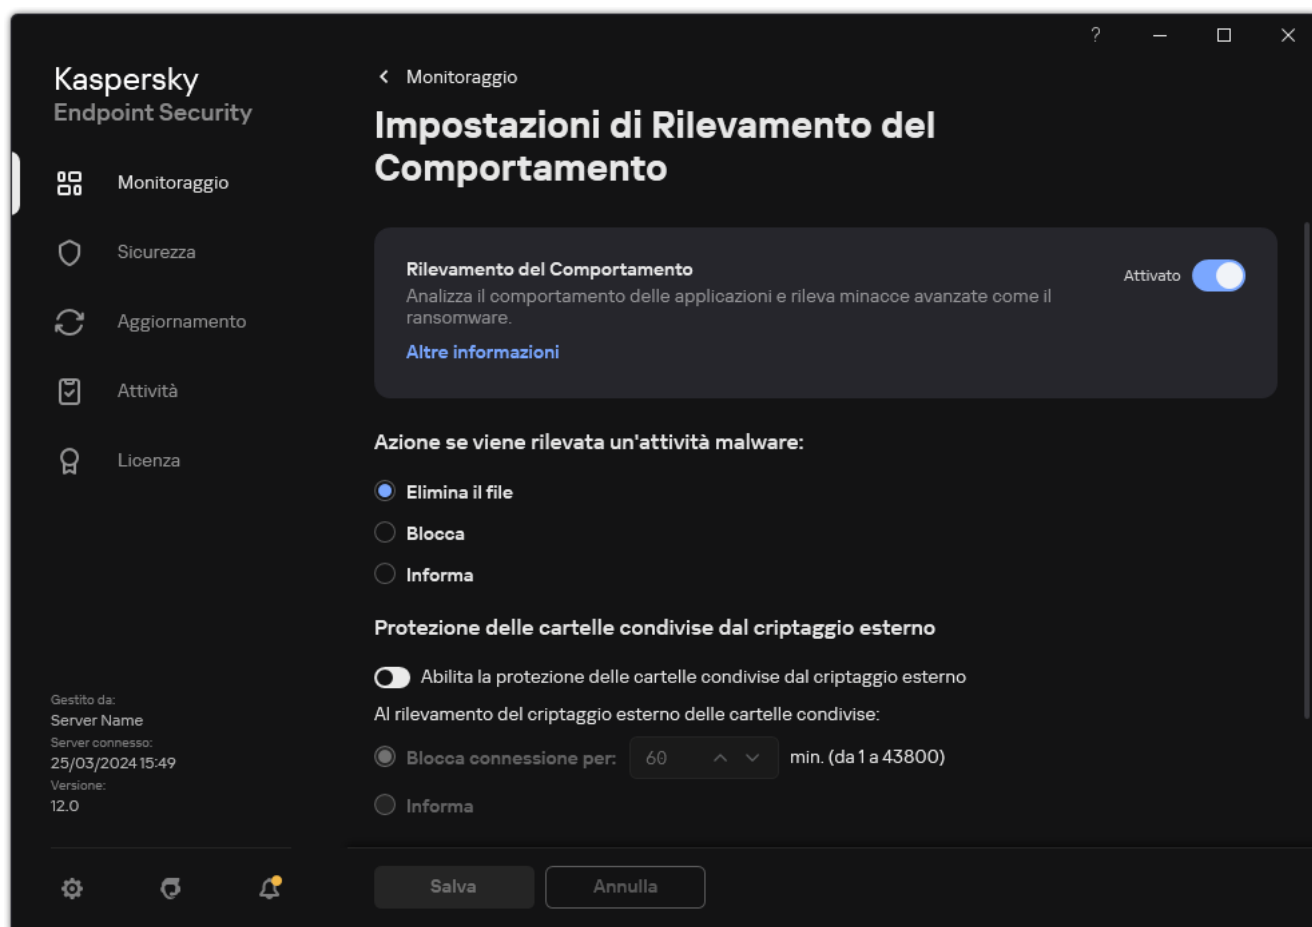 ?
Kaspersky
Endpoint Security
Monitoraggio
Sicurezza
Aggiornamento
Attività
Licenza
Gestito da:
Server Name
Server connesso:
25/03/2024 15:49
Versione:
12.0
Monitoraggio
Impostazioni di Rilevamento del
Comportamento
Rilevamento del Comportamento
Attivato
Analizza il comportamento delle applicazioni e rileva minacce avanzate come il
ransomware.
Altre informazioni
Azione se viene rilevata un'attività malware:
Elimina il file
Blocca
Informa
Protezione delle cartelle condivise dal criptaggio esterno
Abilita la protezione delle cartelle condivise dal criptaggio esterno
Al rilevamento del criptaggio esterno delle cartelle condivise:
Blocca connessione per: 60 min. (da 1 a 43800)
Informa
Salva Annulla